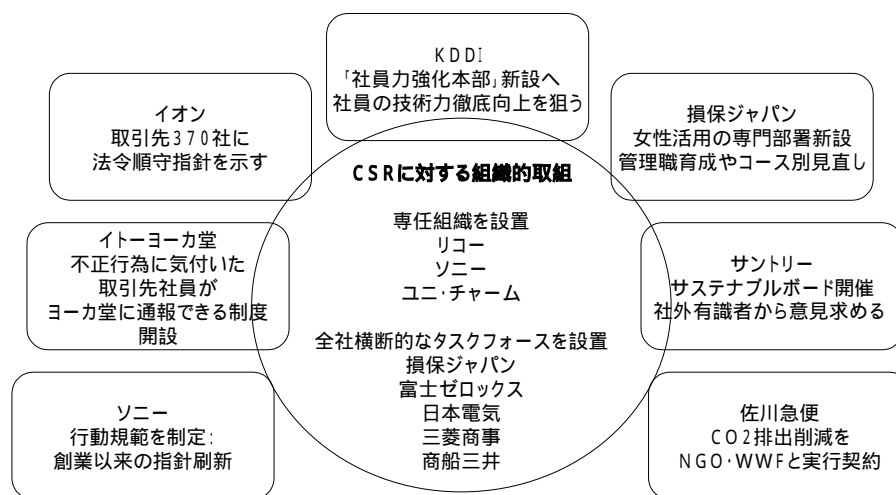 KDDI
「社員力強化本部」新設へ
社員の技術力徹底向上を狙う
イオン
取引先370社に
法令順守指針を示す
損保ジャパン
女性活用の専門部署新設
管理職育成やコース別見直し
CSRに対する組織的取組
専任組織を設置
リコー
ソニー
ユニ・チャーム
全社横断的なタスクフォースを設置
損保ジャパン
富士ゼロックス
日本電気
三菱商事
商船三井
イトーヨーカ堂
不正行為に気付いた
取引先社員が
ヨーカ堂に通報できる制度
開設
サントリー
サステナブルボード開催
社外有識者から意見求める
ソニー
行動規範を制定:
創業以来の指針刷新
佐川急便
CO2排出削減を
NGO・WWFと実行契約